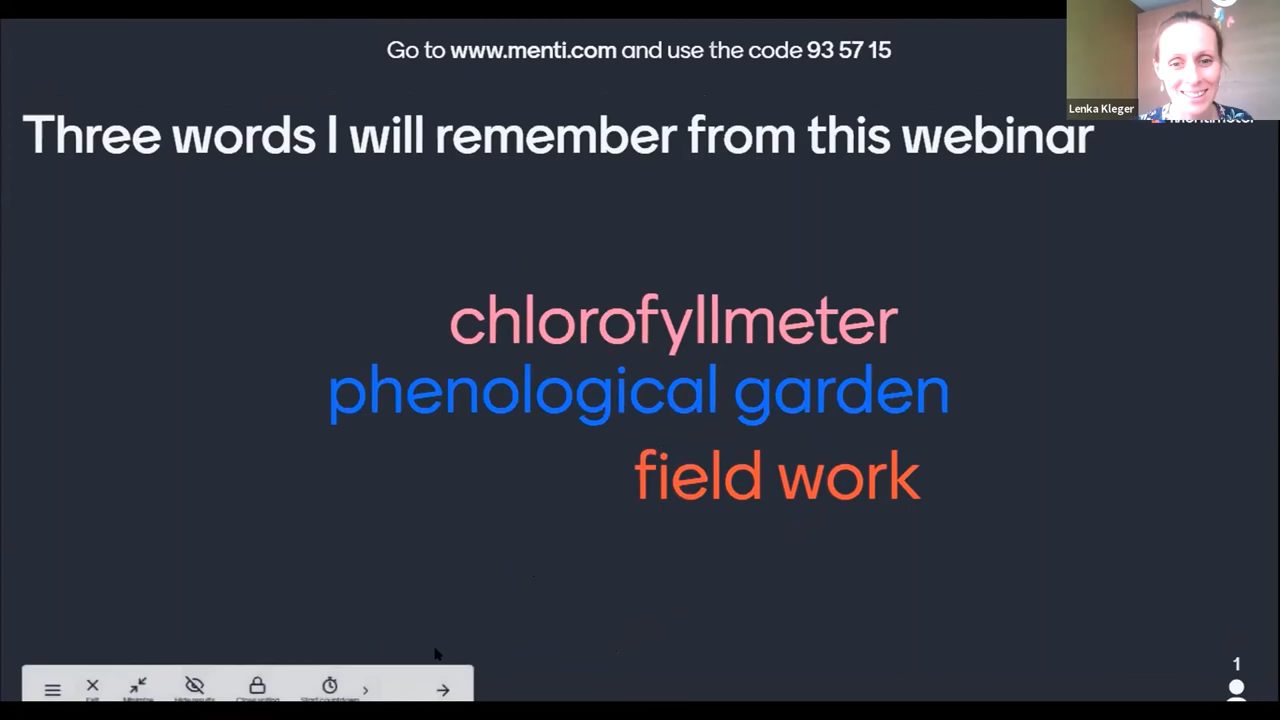 Go to www.menti.com and use the code 93 57 15
Lenka Kleger
Three words I will remember from this webinar
chlorofyllmeter
phenological garden
field work
1